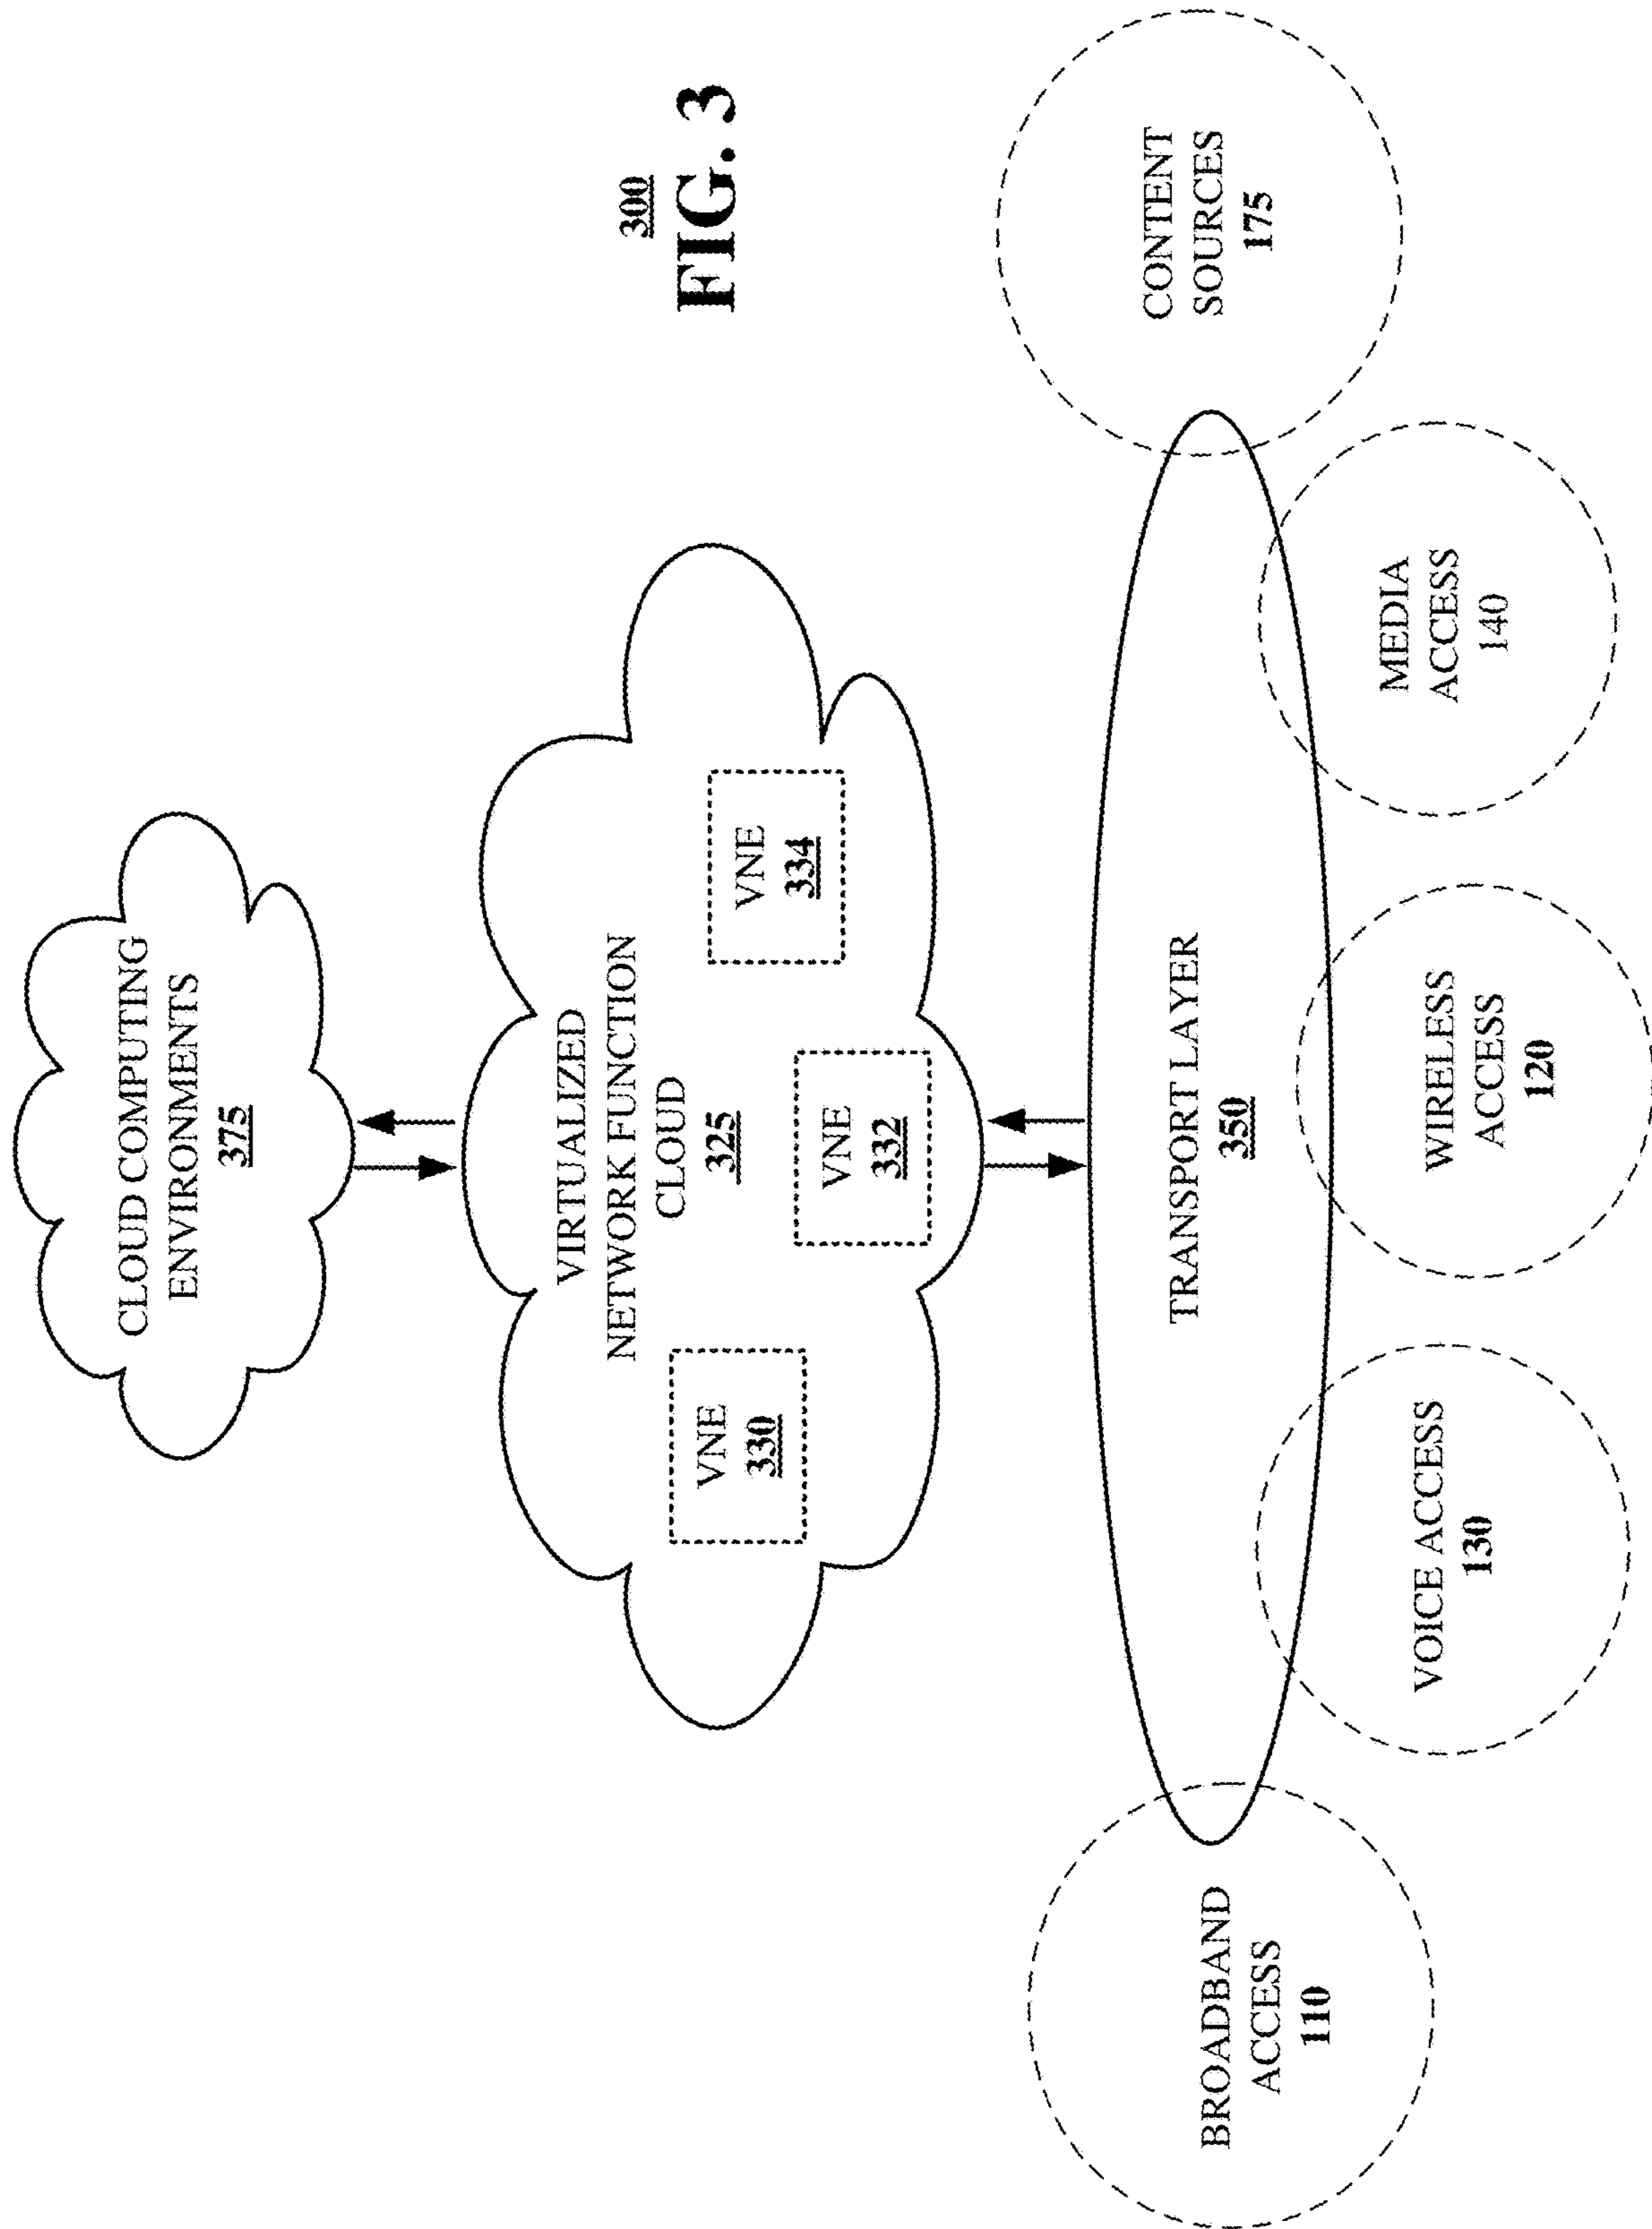 CLOUD COMPUTING
ENVIRONMENTS
375
VIRTUALIZED
NETWORK FUNCTION
CLOUD
325
VNE
330
VNE
332
VNE
334
300
FIG. 3
TRANSPORT LAYER
350
BROADBAND
ACCESS
110
VOICE ACCESS
130
WIRELESS
ACCESS
120
MEDIA
ACCESS
140
CONTENT
SOURCES
175